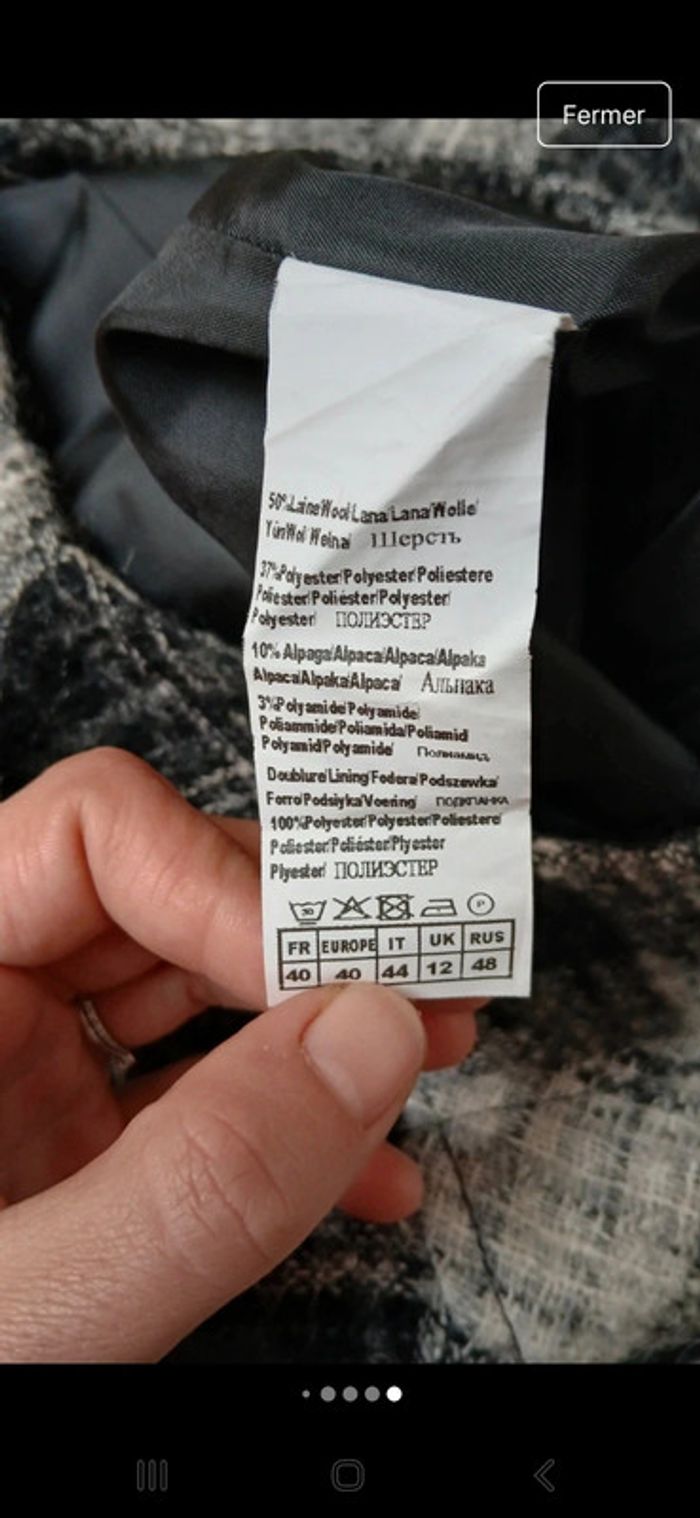 Fermer
50%Laine/Wool/Lana/Lana/Wolle/
Yün/Wol/Welna/ Шерсть
37%Polyester/Polyester/Poliestere
Poliester/Poliéster/Polyester/
Polyester/ ПОЛИЭСТЕР
10% Alpaga/Alpaca/Alpaca/Alpaka
Alpaca/Alpaka/Alpaca/ Альпака
3%Polyamide/Polyamide/
Poliammide/Poliamida/Poliamid
Polyamid/Polyamide/
Doublure/Lining/Fodera/Podszewka/
Forro/Podsiyka/Voering/ ПОДКЛАНКА
100%Polyester/Polyester/Poliestere/
Poliester/Poliéster/Plyester
Plyester/ ПОЛИЭСТЕР
30 P
FR EUROPE IT UK RUS
40 40 44 12 48